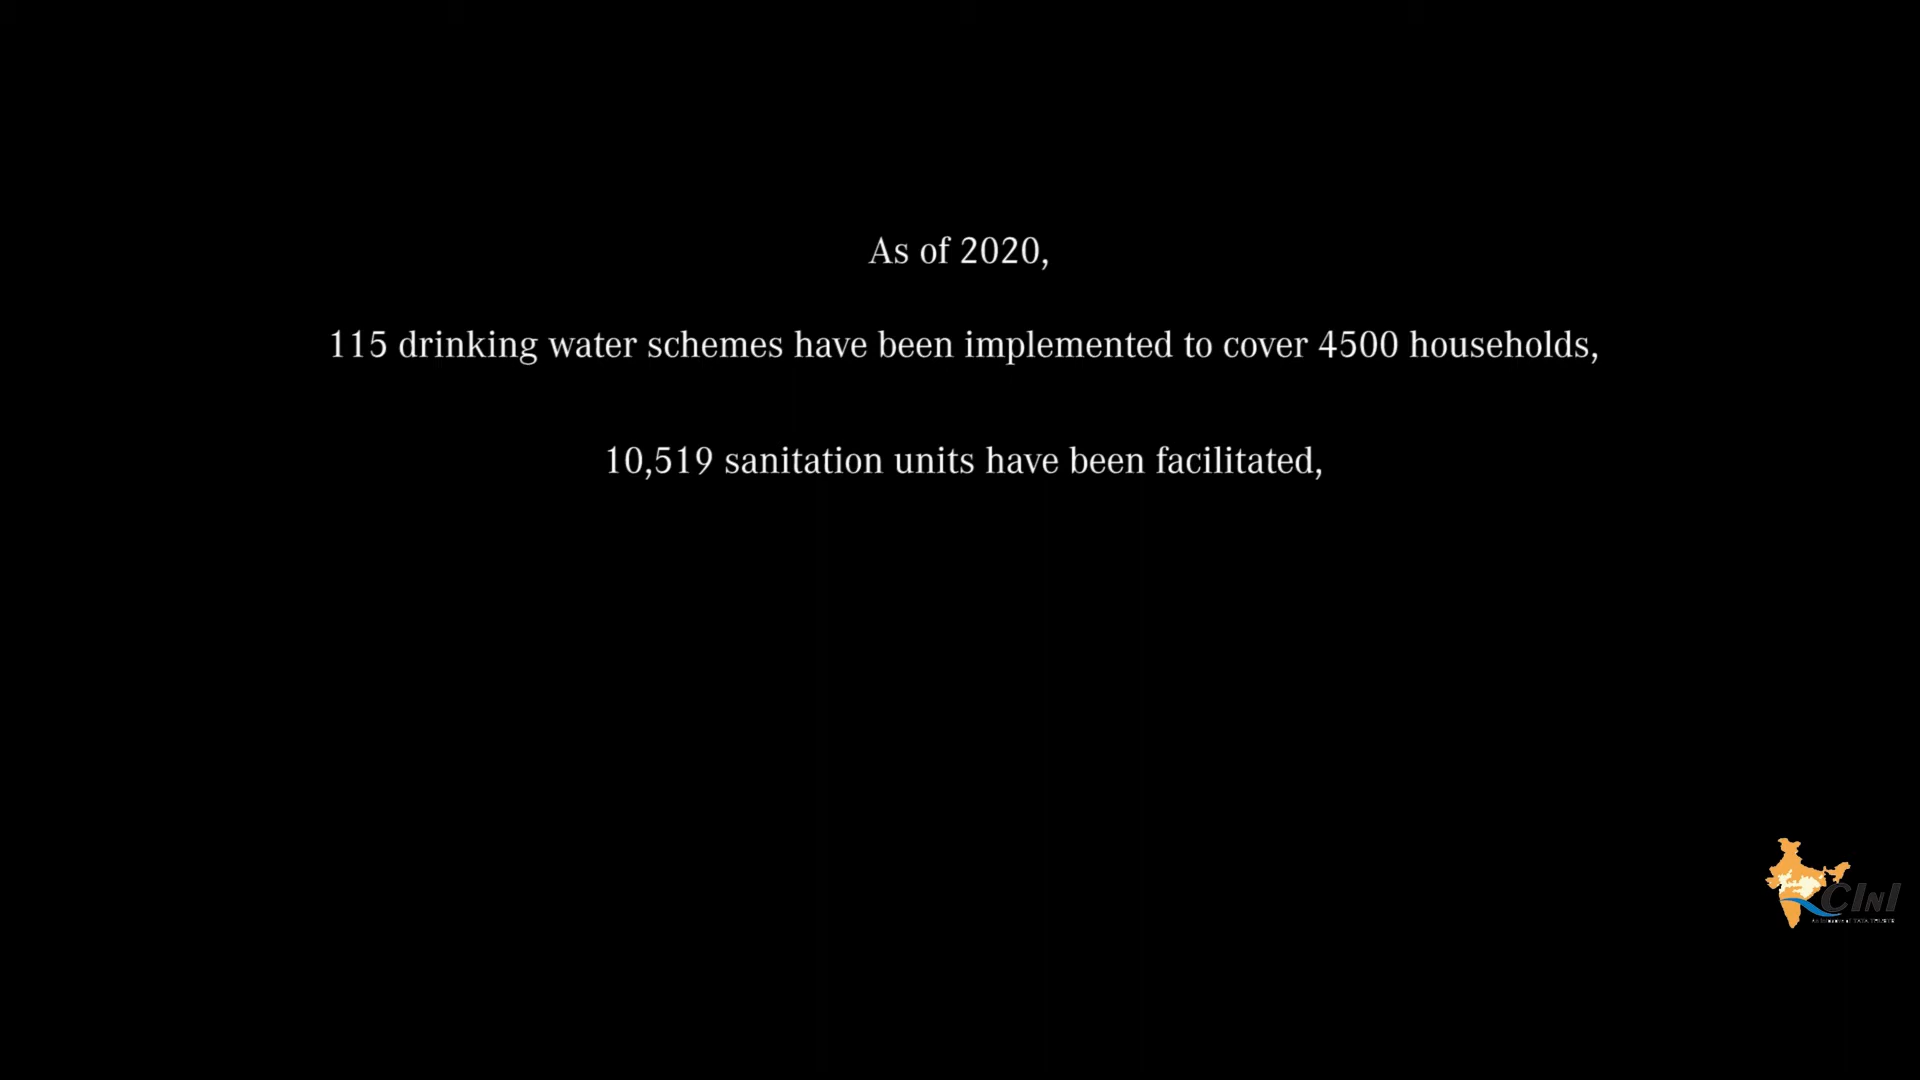 As of 2020,
115 drinking water schemes have been implemented to cover 4500 households,
10,519 sanitation units have been facilitated,
CInI